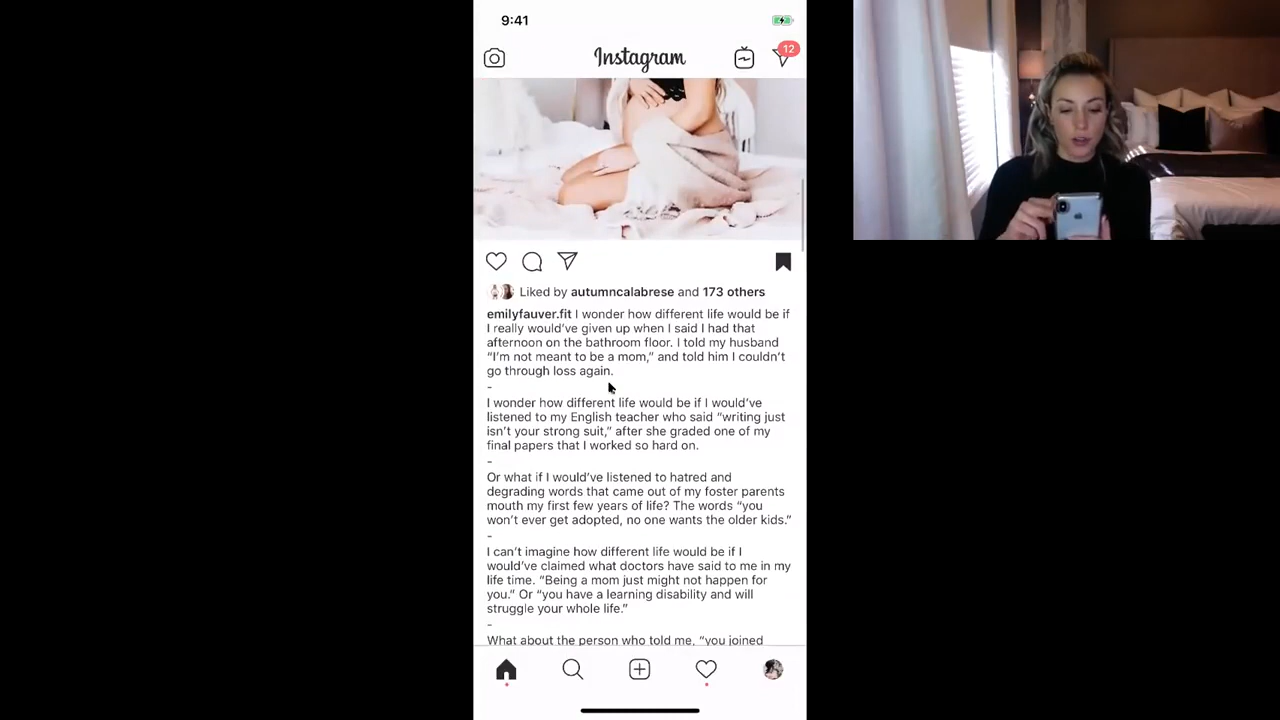 9:41
Instagram
12
Liked by autumncalabrese and 173 others
emilyfauver.fit I wonder how different life would be if
I really would've given up when I said I had that
afternoon on the bathroom floor. I told my husband
“I'm not meant to be a mom,” and told him I couldn't
go through loss again.
-
I wonder how different life would be if I would've
listened to my English teacher who said “writing just
isn't your strong suit,” after she graded one of my
final papers that I worked so hard on.
-
Or what if I would've listened to hatred and
degrading words that came out of my foster parents
mouth my first few years of life? The words “you
won't ever get adopted, no one wants the older kids.”
-
I can't imagine how different life would be if I
would've claimed what doctors have said to me in my
life time. “Being a mom just might not happen for
you.” Or “you have a learning disability and will
struggle your whole life.”
-
What about the person who told me, “you joined